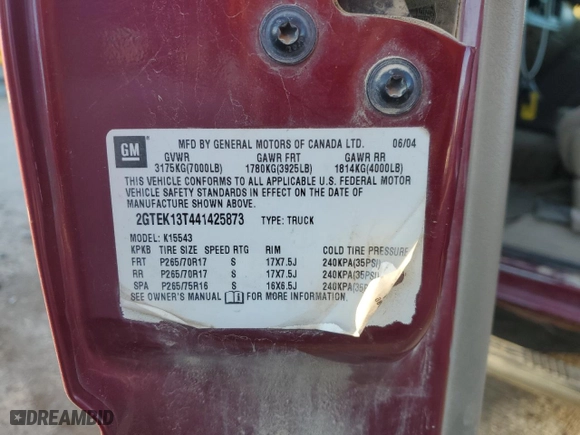 GM
MFD BY GENERAL MOTORS OF CANADA LTD. 06/04
GVWR GAWR FRT GAWR RR
3175KG(7000LB) 1780KG(3925LB) 1814KG(4000LB)
THIS VEHICLE CONFORMS TO ALL APPLICABLE U.S. FEDERAL MOTOR
VEHICLE SAFETY STANDARDS IN EFFECT ON THE DATE OF
MANUFACTURE SHOWN ABOVE.
2GTEK13T441425873 TYPE: TRUCK
MODEL: K15543
KPKB TIRE SIZE SPEED RTG RIM COLD TIRE PRESSURE
FRT P265/70R17 S 17X7.5J 240KPA(35PSI)
RR P265/70R17 S 17X7.5J 240KPA(35PSI)
SPA P265/75R16 S 16X6.5J 240KPA(35PSI)
SEE OWNER'S MANUAL FOR MORE INFORMATION.
DREAMBID